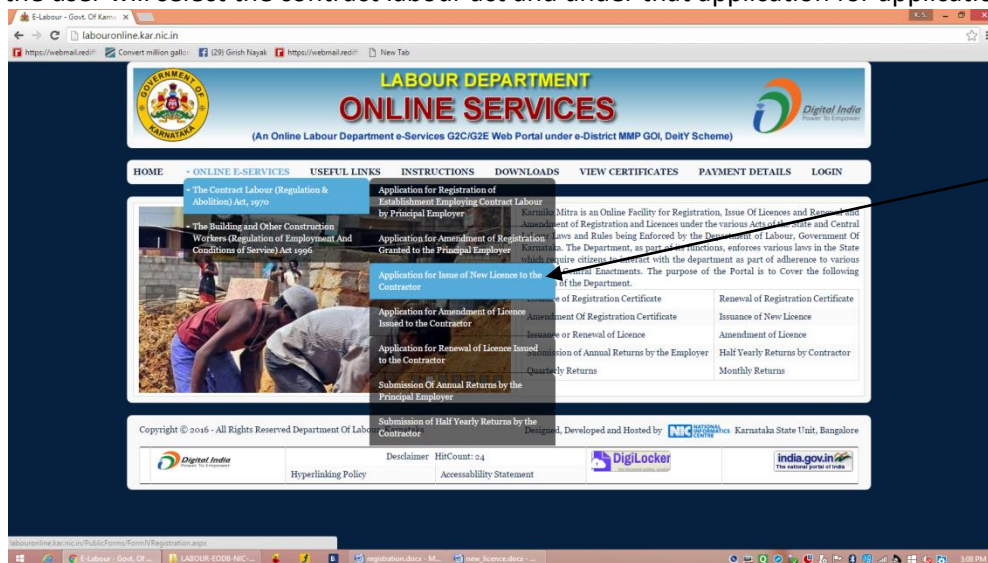 the user will select the contract labour act and under that application for applicatio
E-Labour - Govt. Of Karna
labouronline.kar.nic.in
https://webmail.rediff
Convert million gallo
(29) Girish Nayak
https://webmail.rediff
New Tab
LABOUR DEPARTMENT
ONLINE SERVICES
(An Online Labour Department e-Services G2C/G2E Web Portal under e-District MMP GOI, DeitY Scheme)
GOVERNMENT OF
KARNATAKA
Digital India
Power To Empower
HOME
- ONLINE E-SERVICES
USEFUL LINKS
INSTRUCTIONS
DOWNLOADS
VIEW CERTIFICATES
PAYMENT DETAILS
LOGIN
- The Contract Labour (Regulation &
Abolition) Act, 1970
- The Building and Other Construction
Workers (Regulation of Employment And
Conditions of Service) Act 1996
Application for Registration of
Establishment Employing Contract Labour
by Principal Employer
Application for Amendment of Registration
Granted to the Principal Employer
Application for Issue of New Licence to the
Contractor
Application for Amendment of Licence
Issued to the Contractor
Application for Renewal of Licence Issued
to the Contractor
Submission Of Annual Returns by the
Principal Employer
Submission of Half Yearly Returns by the
Contractor
Karmika Mitra is an Online Facility for Registration, Issue Of Licences and Renewal and
Amendment of Registration and Licences under the various Acts of the State and Central
Laws and Rules being Enforced by the Department of Labour, Government Of
Karnataka. The Department, as part of its functions, enforces various laws in the State
which require citizens to interact with the department as part of adherence to various
Central Enactments. The purpose of the Portal is to Cover the following
of the Department.
Issuance of Registration Certificate
Renewal of Registration Certificate
Amendment Of Registration Certificate
Issuance of New Licence
Issuance or Renewal of Licence
Amendment of Licence
Submission of Annual Returns by the Employer
Half Yearly Returns by Contractor
Quarterly Returns
Monthly Returns
Copyright © 2016 - All Rights Reserved Department Of Labour
Designed, Developed and Hosted by NIC NATIONAL INFORMATICS CENTRE Karnataka State Unit, Bangalore
Digital India
Power To Empower
Desclaimer HitCount: 24
Hyperlinking Policy
Accessablility Statement
DigiLocker
india.gov.in
The national portal of India
labouronline.kar.nic.in/PublicForms/FormIVRegistration.aspx
E-Labour - Govt. Of ...
LABOUR-EODB-NIC-...
registration.docx - M...
new_licence.docx - ...
3:08 PM